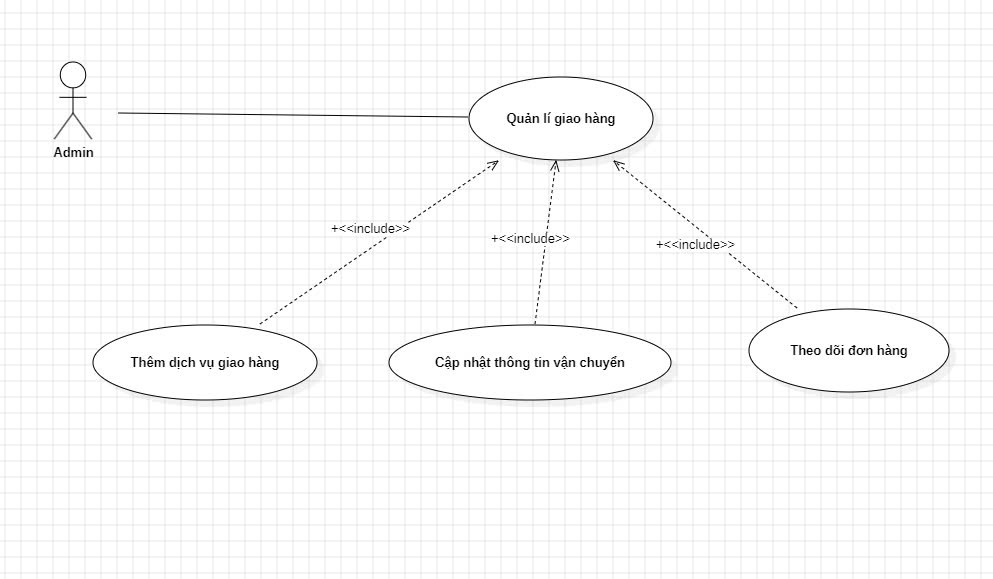 Admin
Quản lí giao hàng
+<<include>>
+<<include>>
+<<include>>
Thêm dịch vụ giao hàng
Cập nhật thông tin vận chuyển
Theo dõi đơn hàng